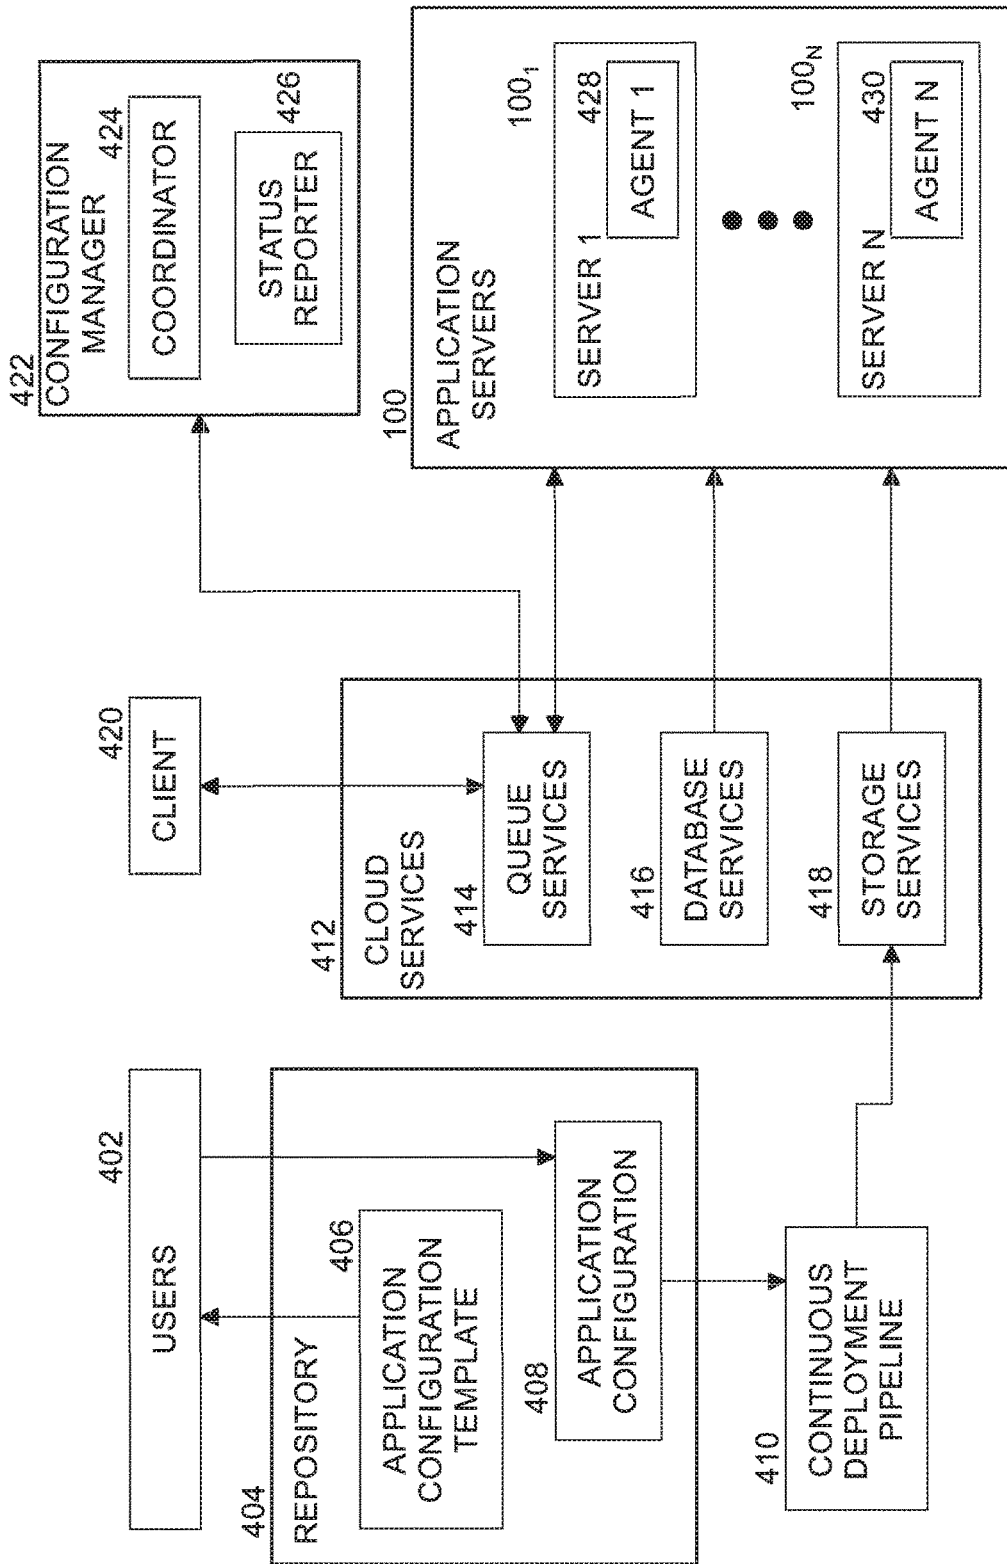 402
USERS
404
REPOSITORY
406
APPLICATION
CONFIGURATION
TEMPLATE
408
APPLICATION
CONFIGURATION
410
CONTINUOUS
DEPLOYMENT
PIPELINE
412
CLOUD
SERVICES
414
QUEUE
SERVICES
416
DATABASE
SERVICES
418
STORAGE
SERVICES
420
CLIENT
422
CONFIGURATION
MANAGER
424
COORDINATOR
426
STATUS
REPORTER
100
APPLICATION
SERVERS
100₁
SERVER 1
428
AGENT 1
100N
SERVER N
430
AGENT N